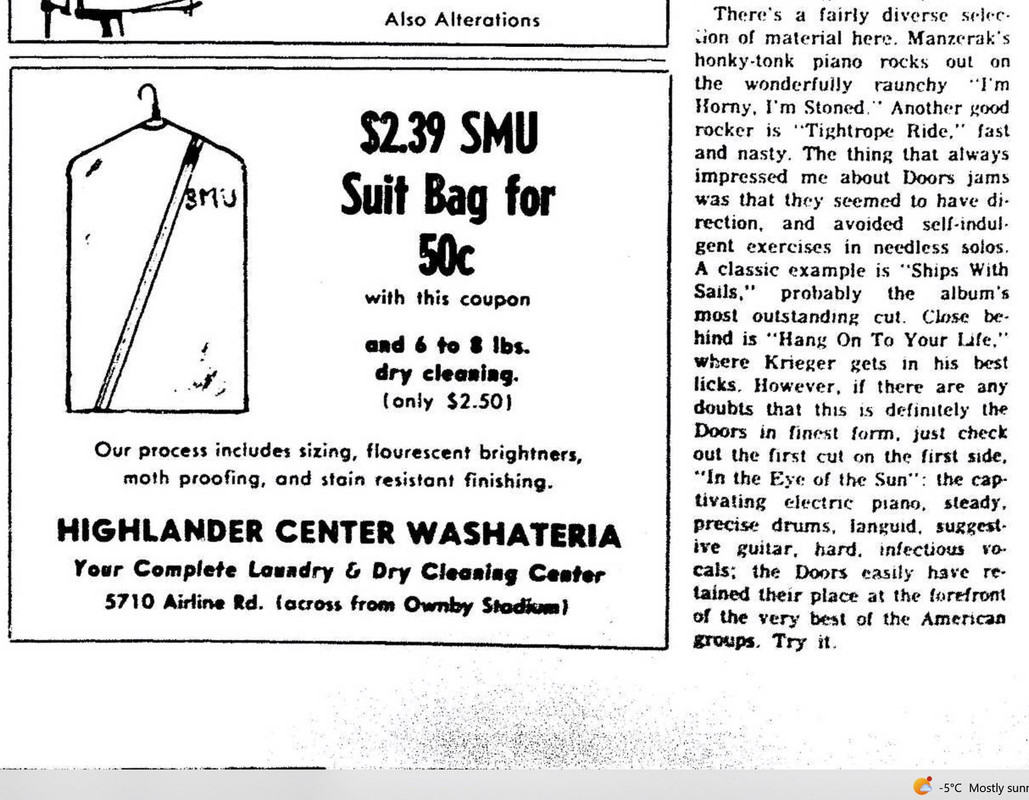 Also Alterations
SMU
$2.39 SMU
Suit Bag for
50c
with this coupon
and 6 to 8 lbs.
dry cleaning.
(only $2.50)
Our process includes sizing, flourescent brightners,
moth proofing, and stain resistant finishing.
HIGHLANDER CENTER WASHATERIA
Your Complete Laundry & Dry Cleaning Center
5710 Airline Rd. (across from Ownby Stadium)
There's a fairly diverse selec-
tion of material here. Manzerak's
honky-tonk piano rocks out on
the wonderfully raunchy "I'm
Horny, I'm Stoned." Another good
rocker is "Tightrope Ride," fast
and nasty. The thing that always
impressed me about Doors jams
was that they seemed to have di-
rection, and avoided self-indul-
gent exercises in needless solos.
A classic example is "Ships With
Sails," probably the album's
most outstanding cut. Close be-
hind is "Hang On To Your Life,"
where Krieger gets in his best
licks. However, if there are any
doubts that this is definitely the
Doors in finest form, just check
out the first cut on the first side,
"In the Eye of the Sun": the cap-
tivating electric piano, steady,
precise drums, languid, suggest-
ive guitar, hard, infectious vo-
cals; the Doors easily have re-
tained their place at the forefront
of the very best of the American
groups. Try it.
-5°C Mostly sunn